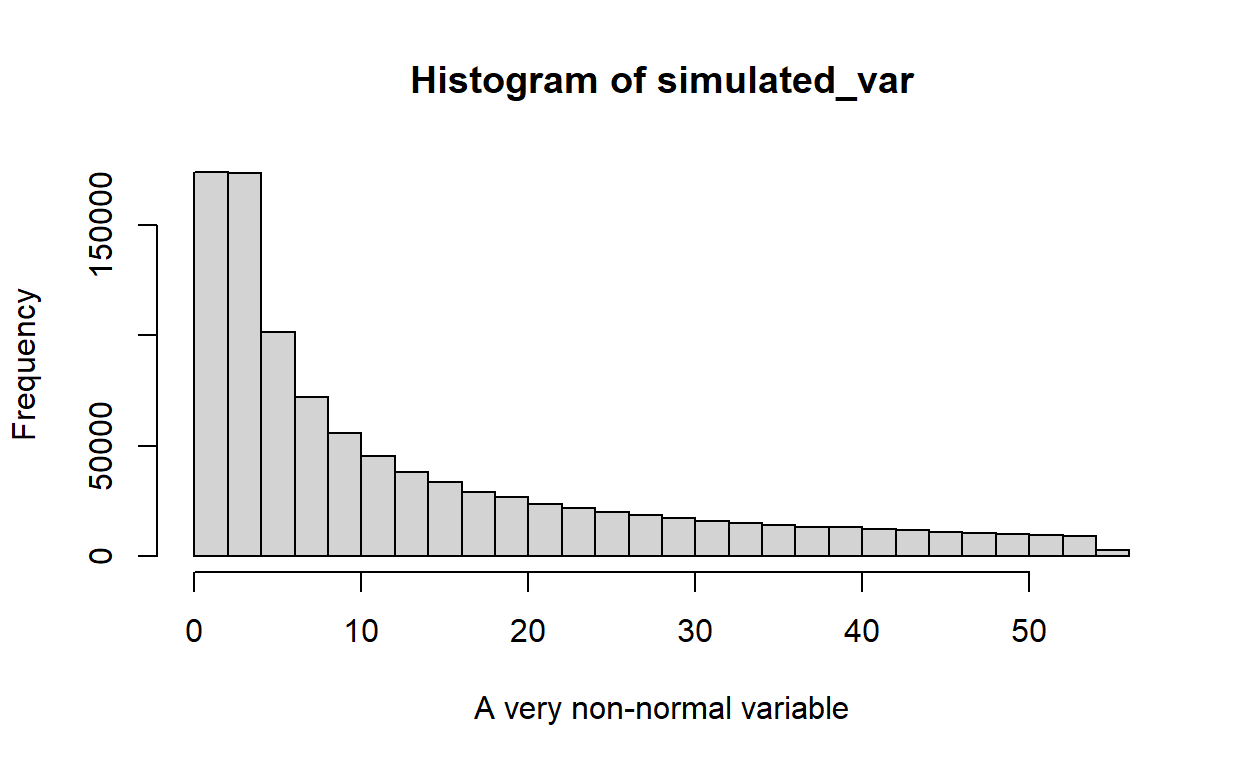 Histogram of simulated_var
Frequency
150000
50000
0
0 10 20 30 40 50
A very non-normal variable